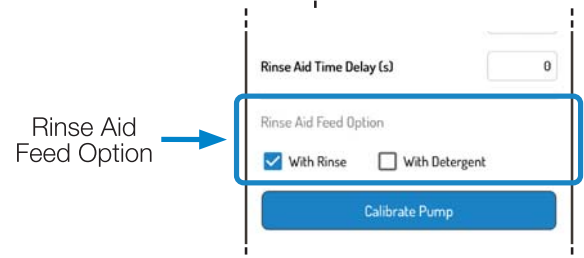 Rinse Aid Time Delay (s) 0
Rinse Aid
Feed Option
Rinse Aid Feed Option
With Rinse With Detergent
Calibrate Pump